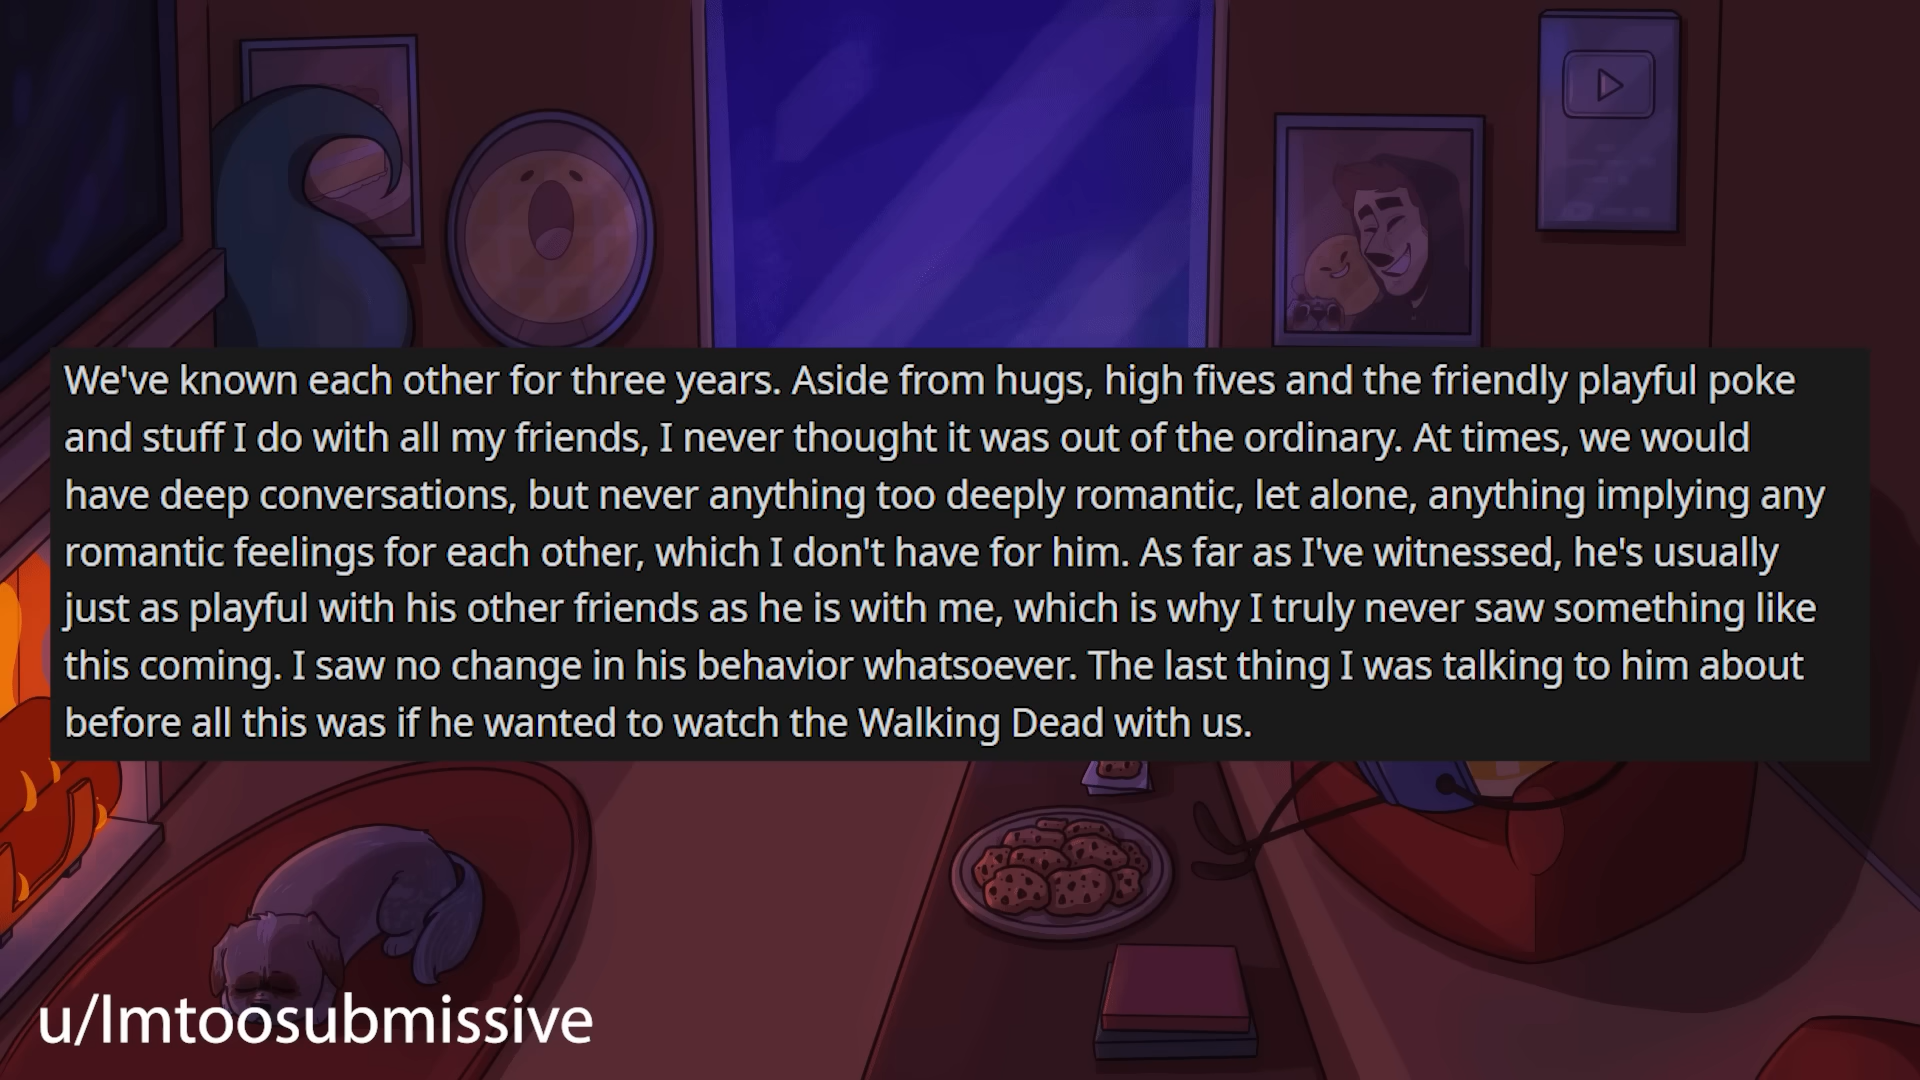 We've known each other for three years. Aside from hugs, high fives and the friendly playful poke
and stuff I do with all my friends, I never thought it was out of the ordinary. At times, we would
have deep conversations, but never anything too deeply romantic, let alone, anything implying any
romantic feelings for each other, which I don't have for him. As far as I've witnessed, he's usually
just as playful with his other friends as he is with me, which is why I truly never saw something like
this coming. I saw no change in his behavior whatsoever. The last thing I was talking to him about
before all this was if he wanted to watch the Walking Dead with us.
u/Imtoosubmissive